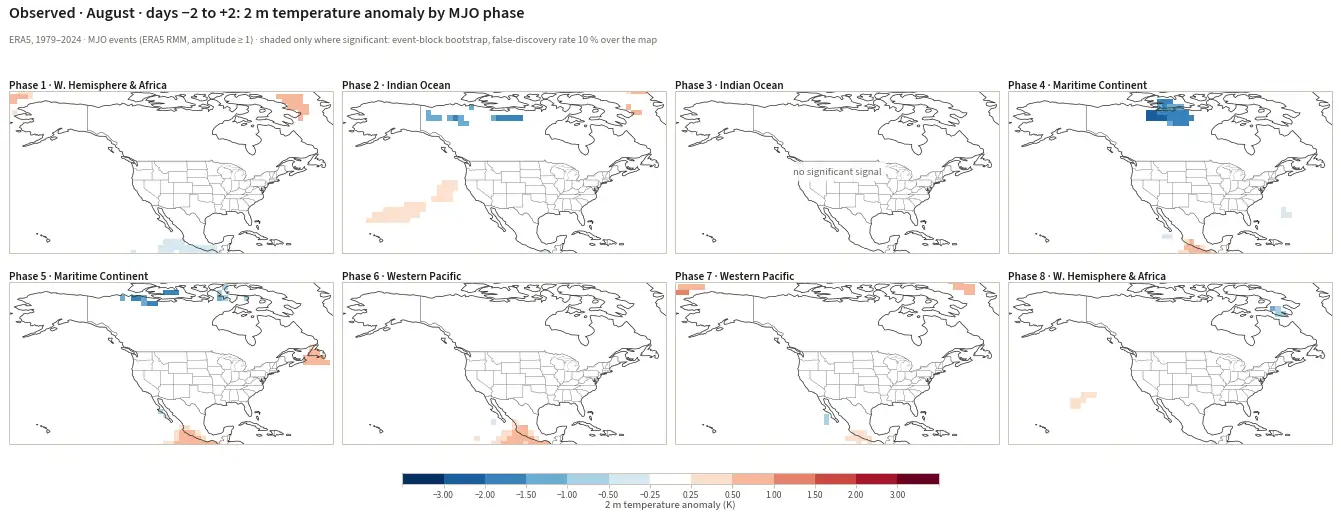 Observed · August · days −2 to +2: 2 m temperature anomaly by MJO phase
ERA5, 1979–2024 · MJO events (ERA5 RMM, amplitude ≥ 1) · shaded only where significant: event-block bootstrap, false-discovery rate 10 % over the map
Phase 1 · W. Hemisphere & Africa
Phase 2 · Indian Ocean
Phase 3 · Indian Ocean
Phase 4 · Maritime Continent
no significant signal
Phase 5 · Maritime Continent
Phase 6 · Western Pacific
Phase 7 · Western Pacific
Phase 8 · W. Hemisphere & Africa
−3.00 −2.00 −1.50 −1.00 −0.50 −0.25 0.25 0.50 1.00 1.50 2.00 3.00
2 m temperature anomaly (K)